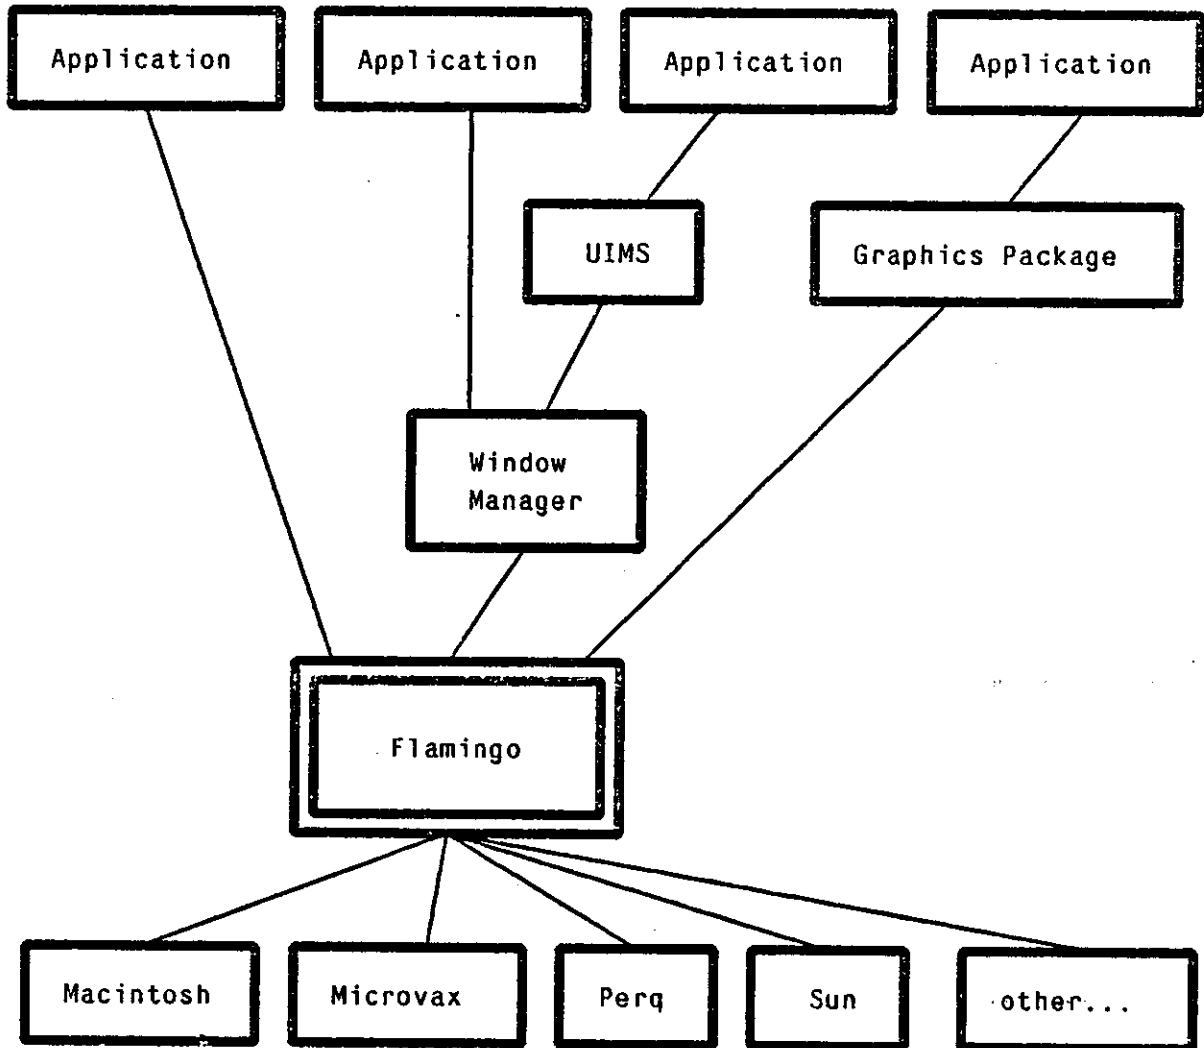 Application
Application
Application
Application
UIMS
Graphics Package
Window
Manager
Flamingo
Macintosh
Microvax
Perq
Sun
other...